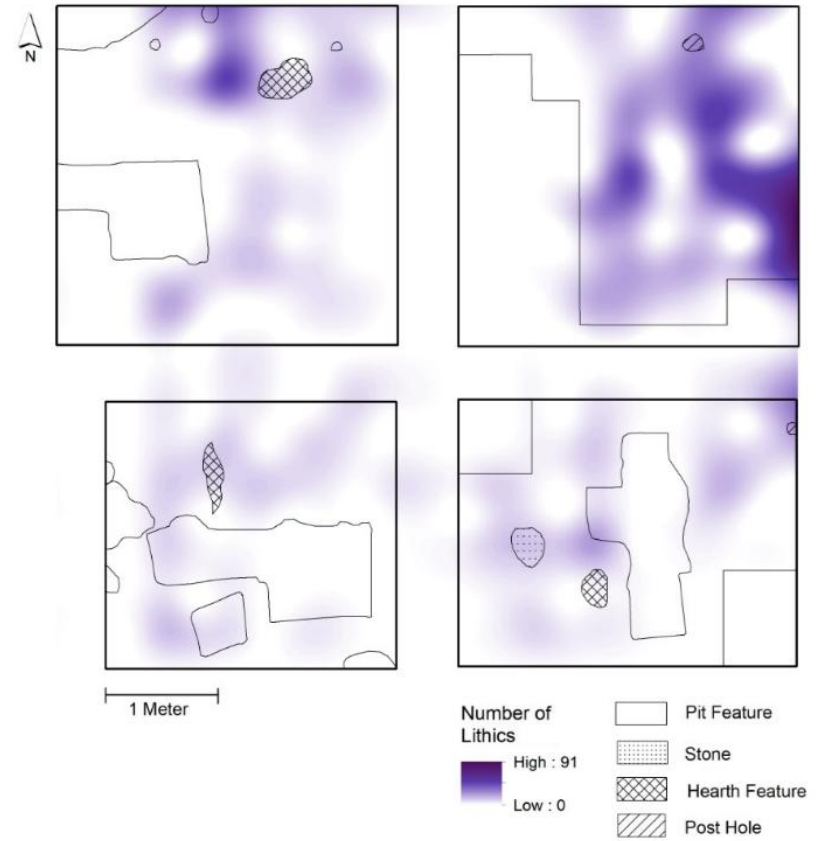 N
1 Meter
Number of
Lithics
High : 91
Low : 0
Pit Feature
Stone
Hearth Feature
Post Hole